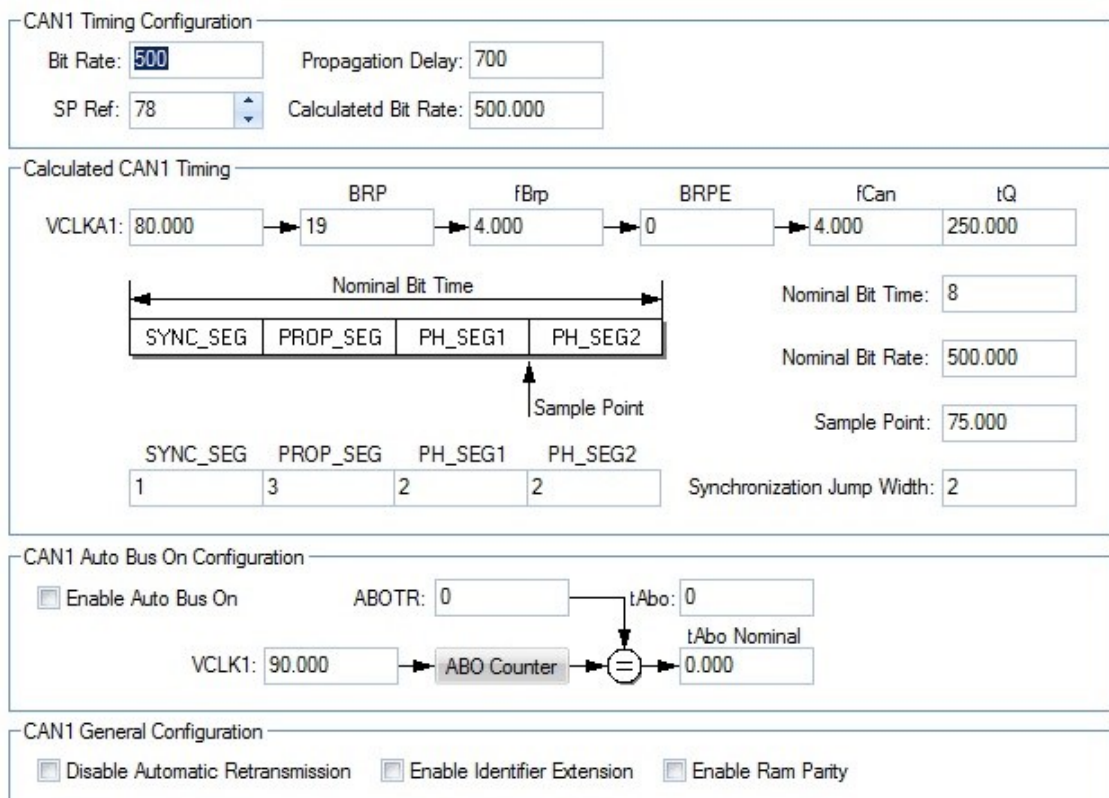 CAN1 Timing Configuration
Bit Rate: 500 Propagation Delay: 700
SP Ref: 78 Calculatetd Bit Rate: 500.000
Calculated CAN1 Timing
BRP fBrp BRPE fCan tQ
VCLKA1: 80.000 19 4.000 0 4.000 250.000
Nominal Bit Time
Nominal Bit Time: 8
SYNC_SEG PROP_SEG PH_SEG1 PH_SEG2
Nominal Bit Rate: 500.000
Sample Point
Sample Point: 75.000
SYNC_SEG PROP_SEG PH_SEG1 PH_SEG2
1 3 2 2 Synchronization Jump Width: 2
CAN1 Auto Bus On Configuration
Enable Auto Bus On ABOTR: 0 tAbo: 0
tAbo Nominal
VCLK1: 90.000 ABO Counter = 0.000
CAN1 General Configuration
Disable Automatic Retransmission Enable Identifier Extension Enable Ram Parity